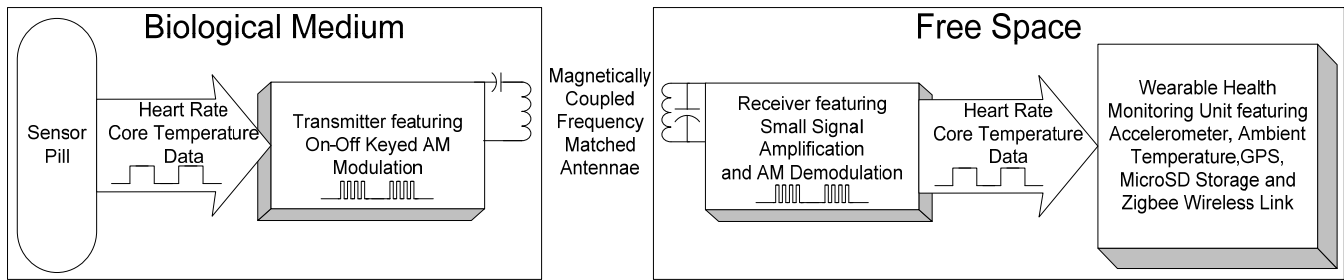 Biological Medium
Sensor
Pill
Heart Rate
Core Temperature
Data
Transmitter featuring
On-Off Keyed AM
Modulation
Magnetically
Coupled
Frequency
Matched
Antennae
Free Space
Receiver featuring
Small Signal
Amplification
and AM Demodulation
Heart Rate
Core Temperature
Data
Wearable Health
Monitoring Unit featuring
Accelerometer, Ambient
Temperature,GPS,
MicroSD Storage and
Zigbee Wireless Link